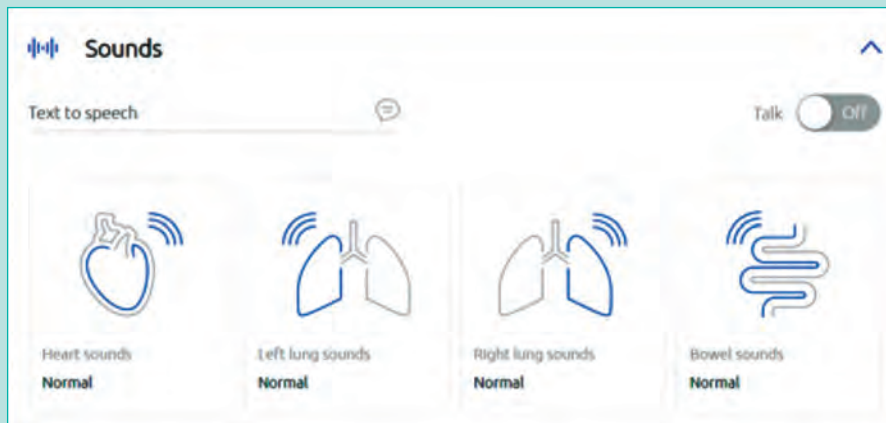 Sounds
Text to speech
Talk Off
Heart sounds
Normal
Left lung sounds
Normal
Right lung sounds
Normal
Bowel sounds
Normal